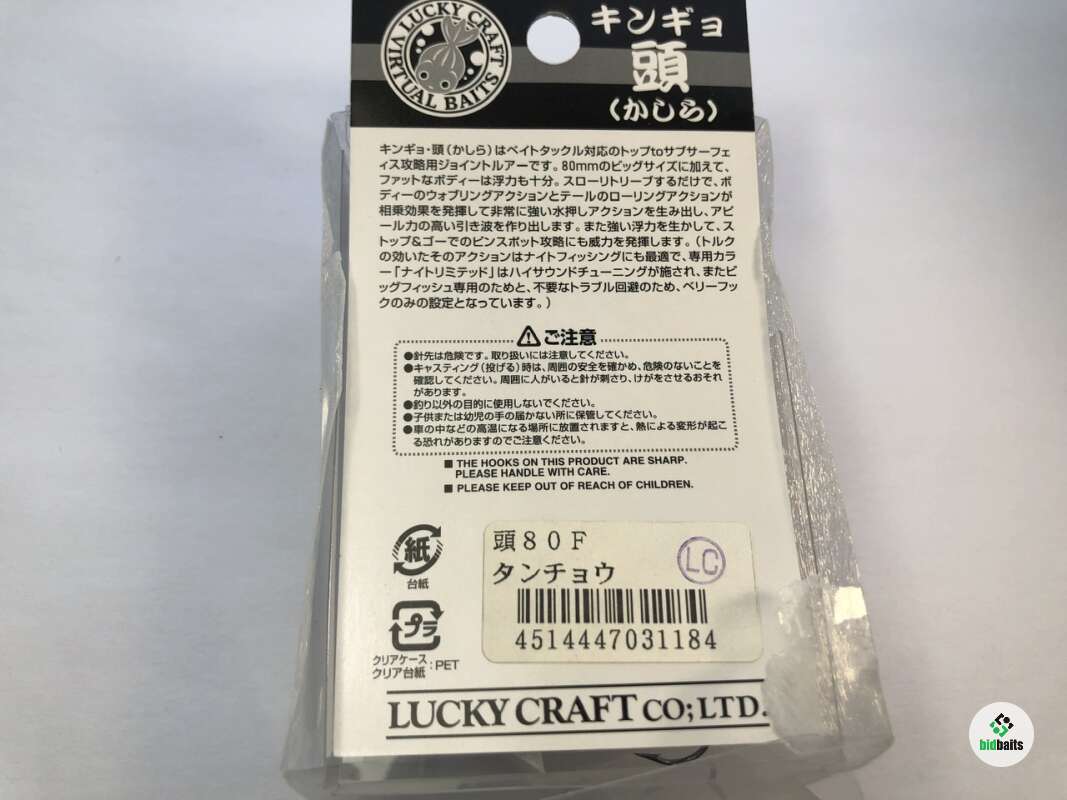 LUCKY CRAFT
VIRTUAL BAITS
キンギョ
頭
(かしら)
キンギョ・頭(かしら)はベイトタックル対応のトップtoサブサーフェ
ィス攻略用ジョイントルアーです。80mmのビッグサイズに加えて、
ファットなボディーは浮力も十分。スローリトリーブするだけで、ボ
ディーのウォブリングアクションとテールのローリングアクションが
相乗効果を発揮して非常に強い水押しアクションを生み出し、アピ
ール力の高い引き波を作り出します。また強い浮力を生かして、ス
トップ&ゴーでのピンスポット攻略にも威力を発揮します。(トルク
の効いたそのアクションはナイトフィッシングにも最適で、専用カラ
ー「ナイトリミテッド」はハイサウンドチューニングが施され、またビ
ッグフィッシュ専用のためと、不要なトラブル回避のため、ベリーフッ
クのみの設定となっています。)
ご注意
●針先は危険です。取り扱いには注意してください。
●キャスティング(投げる)時は、周囲の安全を確かめ、危険のないことを
確認してください。周囲に人がいると針が刺さり、けがをさせるおそれ
があります。
●釣り以外の目的に使用しないでください。
●子供または幼児の手の届かない所に保管してください。
●車の中などの高温になる場所に放置されますと、熱による変形が起こ
る恐れがありますのでご注意ください。
■ THE HOOKS ON THIS PRODUCT ARE SHARP.
PLEASE HANDLE WITH CARE.
■ PLEASE KEEP OUT OF REACH OF CHILDREN.
紙
台紙
プラ
クリアケース
クリア台紙 :PET
頭80F
タンチョウ
LC
4514447031184
LUCKY CRAFT CO;LTD.
bidbaits